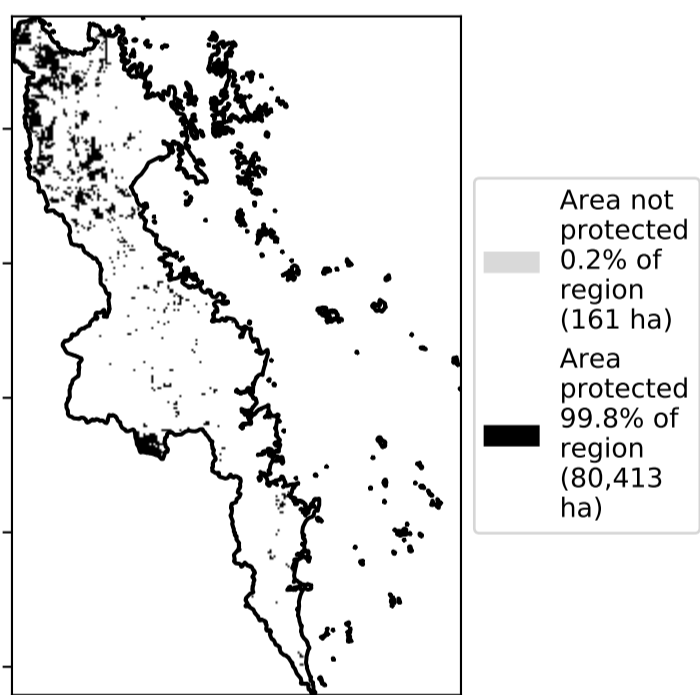 Area not
protected
0.2% of
region
(161 ha)
Area
protected
99.8% of
region
(80,413
ha)